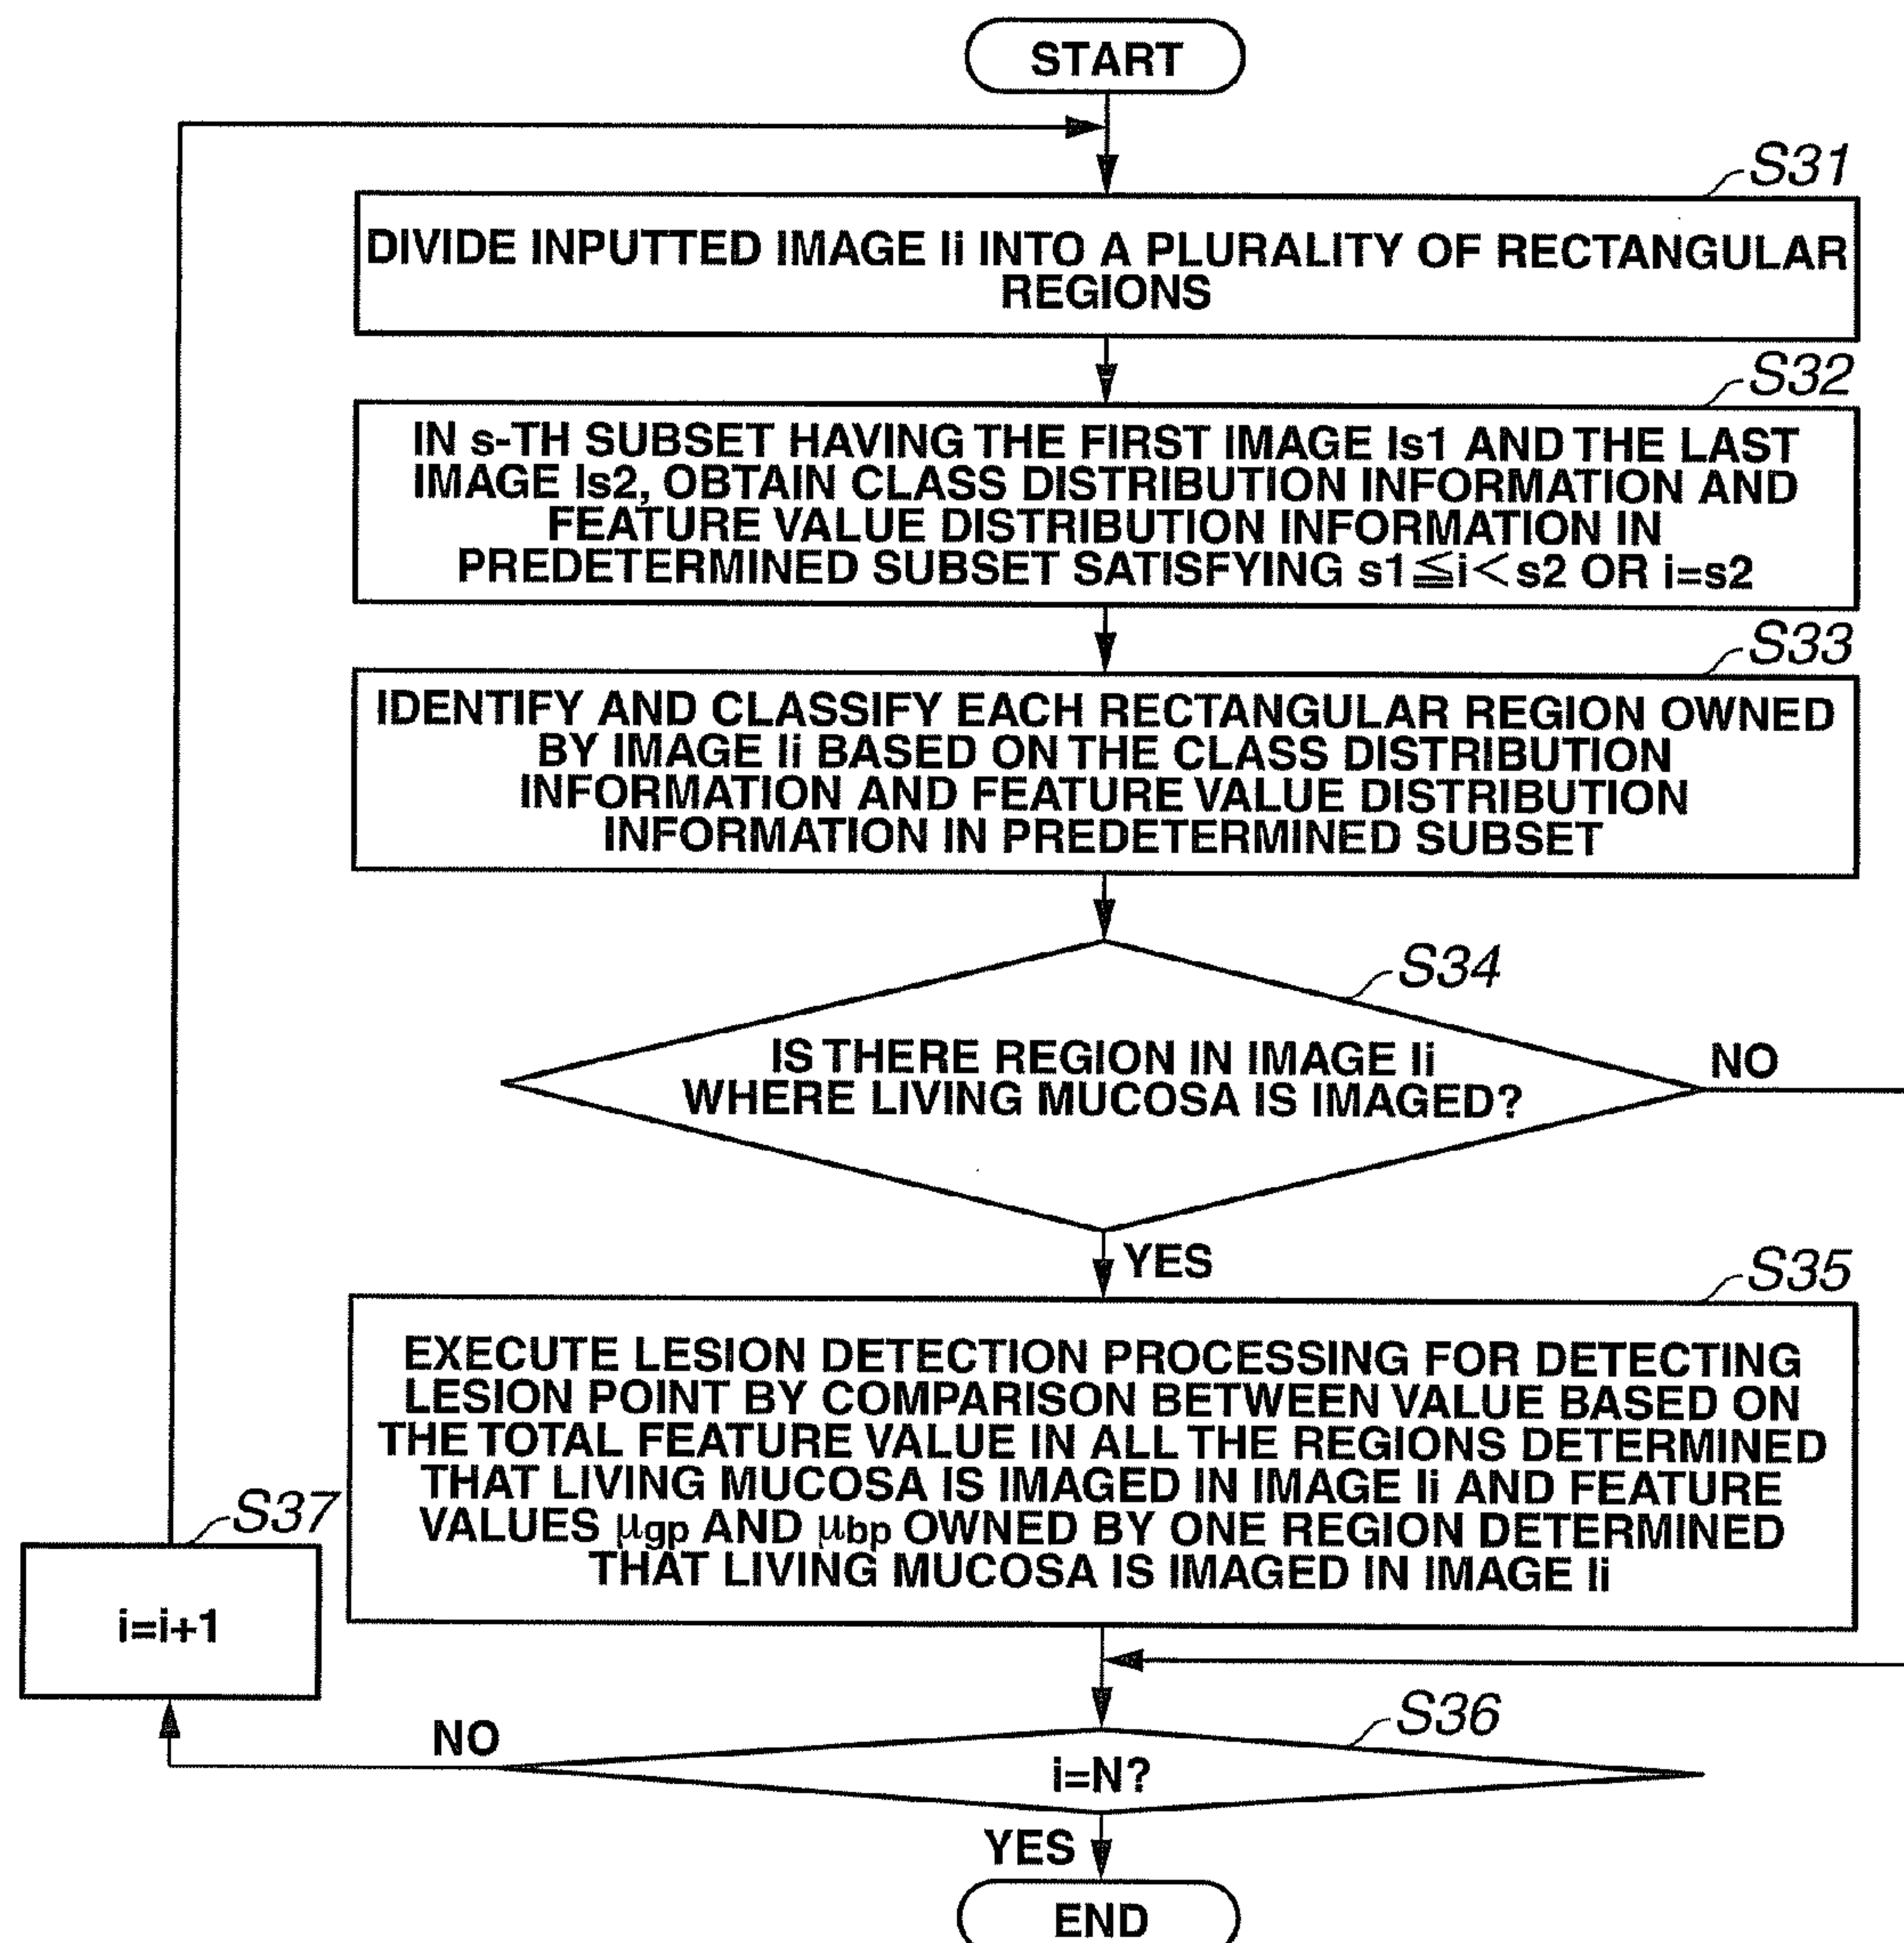 START
S31
DIVIDE INPUTTED IMAGE Ii INTO A PLURALITY OF RECTANGULAR
REGIONS
S32
IN s-TH SUBSET HAVING THE FIRST IMAGE Is1 AND THE LAST
IMAGE Is2, OBTAIN CLASS DISTRIBUTION INFORMATION AND
FEATURE VALUE DISTRIBUTION INFORMATION IN
PREDETERMINED SUBSET SATISFYING s1≦i<s2 OR i=s2
S33
IDENTIFY AND CLASSIFY EACH RECTANGULAR REGION OWNED
BY IMAGE Ii BASED ON THE CLASS DISTRIBUTION
INFORMATION AND FEATURE VALUE DISTRIBUTION
INFORMATION IN PREDETERMINED SUBSET
S34
IS THERE REGION IN IMAGE Ii
WHERE LIVING MUCOSA IS IMAGED?
NO
YES
S35
EXECUTE LESION DETECTION PROCESSING FOR DETECTING
LESION POINT BY COMPARISON BETWEEN VALUE BASED ON
THE TOTAL FEATURE VALUE IN ALL THE REGIONS DETERMINED
THAT LIVING MUCOSA IS IMAGED IN IMAGE Ii AND FEATURE
VALUES μgp AND μbp OWNED BY ONE REGION DETERMINED
THAT LIVING MUCOSA IS IMAGED IN IMAGE Ii
S37
i=i+1
S36
NO
i=N?
YES
END